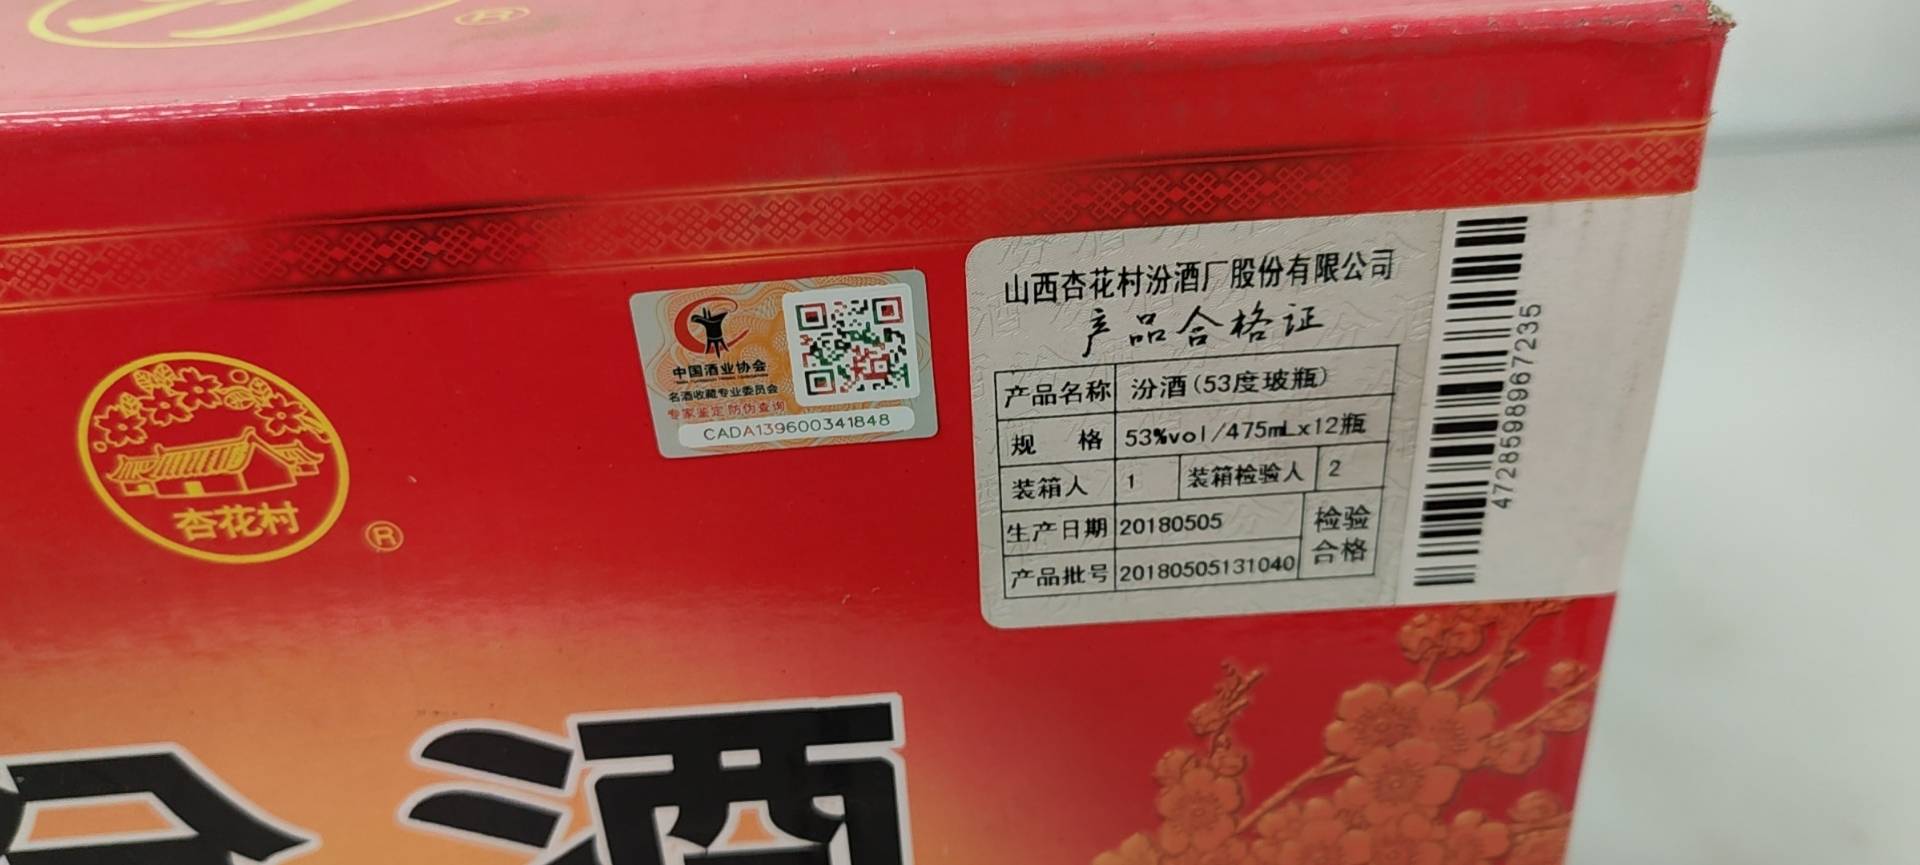 ®
杏花村
®
中国酒业协会
名酒收藏专业委员会
专家鉴定 防伪查询
CADA139600341848
山西杏花村汾酒厂股份有限公司
产品合格证
产品名称 汾酒(53度玻瓶)
规 格 53%vol/475mLx12瓶
装箱人 1 装箱检验人 2
生产日期 20180505 检验
合格
产品批号 20180505131040
4728598967235
酒